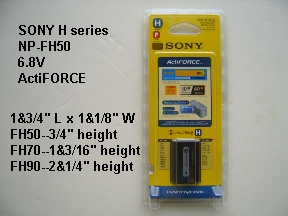 SONY H series
NP-FH50
6.8V
ActiFORCE
1&3/4" L x 1&1/8" W
FH50--3/4" height
FH70--1&3/16" height
FH90--2&1/4" height
H
P
SONY
ActiFORCE
H
HANDYCAM